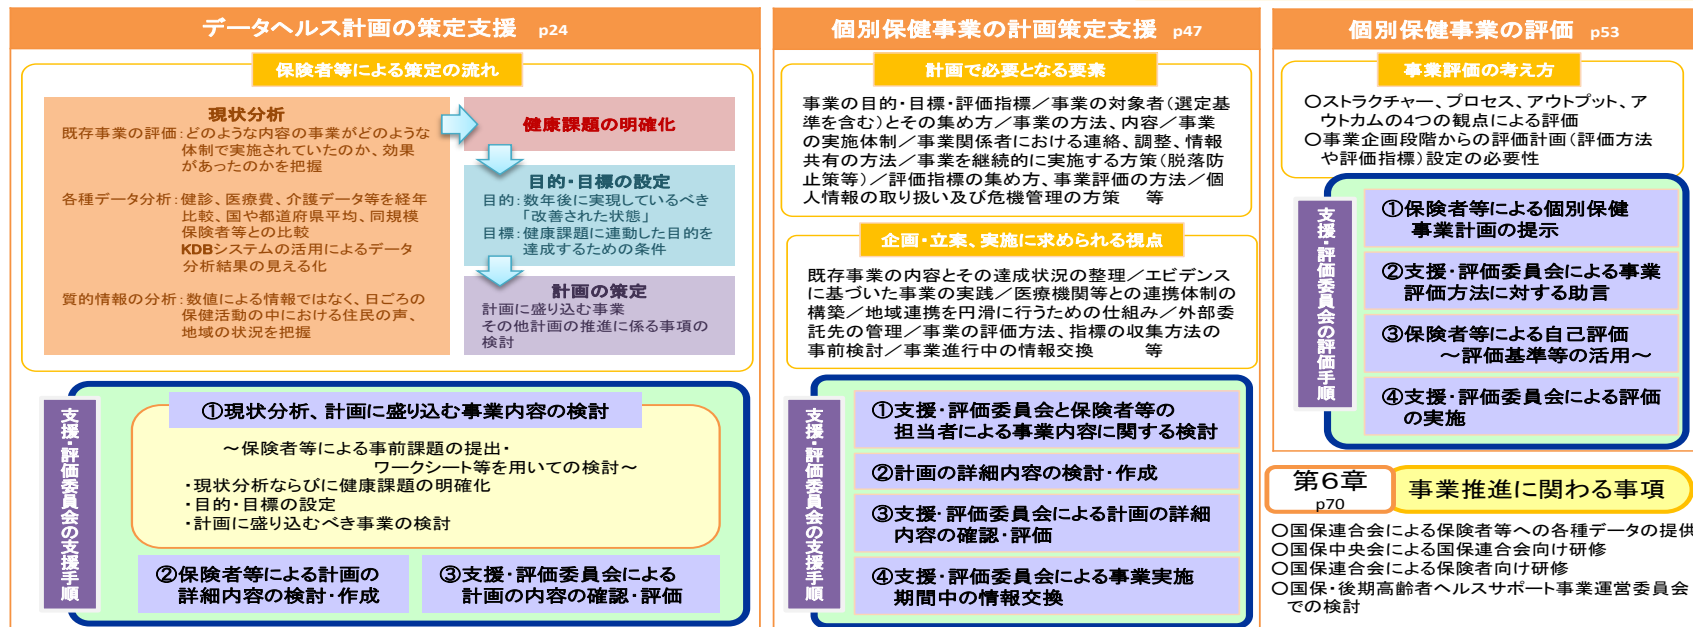 データヘルス計画の策定支援 p24
保険者等による策定の流れ
現状分析
既存事業の評価：どのような内容の事業がどのような
体制で実施されていたのか、効果
があったのかを把握
各種データ分析：健診、医療費、介護データ等を経年
比較、国や都道府県平均、同規模
保険者等との比較
KDBシステムの活用によるデータ
分析結果の見える化
質的情報の分析：数値による情報ではなく、日ごろの
保健活動の中における住民の声、
地域の状況を把握
健康課題の明確化
目的・目標の設定
目的：数年後に実現しているべき
「改善された状態」
目標：健康課題に連動した目的を
達成するための条件
計画の策定
計画に盛り込む事業
その他計画の推進に係る事項の
検討
支援・評価委員会の支援手順
①現状分析、計画に盛り込む事業内容の検討
～保険者等による事前課題の提出・
ワークシート等を用いての検討～
・現状分析ならびに健康課題の明確化
・目的・目標の設定
・計画に盛り込むべき事業の検討
②保険者等による計画の
詳細内容の検討・作成
③支援・評価委員会による
計画の内容の確認・評価
個別保健事業の計画策定支援 p47
計画で必要となる要素
事業の目的・目標・評価指標／事業の対象者（選定基
準を含む）とその集め方／事業の方法、内容／事業
の実施体制／事業関係者における連絡、調整、情報
共有の方法／事業を継続的に実施する方策（脱落防
止策等）／評価指標の集め方、事業評価の方法／個
人情報の取り扱い及び危機管理の方策　等
企画・立案、実施に求められる視点
既存事業の内容とその達成状況の整理／エビデンス
に基づいた事業の実践／医療機関等との連携体制の
構築／地域連携を円滑に行うための仕組み／外部委
託先の管理／事業の評価方法、指標の収集方法の
事前検討／事業進行中の情報交換　等
支援・評価委員会の支援手順
①支援・評価委員会と保険者等の
担当者による事業内容に関する検討
②計画の詳細内容の検討・作成
③支援・評価委員会による計画の詳細
内容の確認・評価
④支援・評価委員会による事業実施
期間中の情報交換
個別保健事業の評価 p53
事業評価の考え方
○ストラクチャー、プロセス、アウトプット、ア
ウトカムの4つの観点による評価
○事業企画段階からの評価計画（評価方法
や評価指標）設定の必要性
支援・評価委員会の評価手順
①保険者等による個別保健
事業計画の提示
②支援・評価委員会による事業
評価方法に対する助言
③保険者等による自己評価
～評価基準等の活用～
④支援・評価委員会による評価
の実施
第6章
p70
事業推進に関わる事項
○国保連合会による保険者等への各種データの提供
○国保中央会による国保連合会向け研修
○国保連合会による保険者向け研修
○国保・後期高齢者ヘルスサポート事業運営委員会
での検討